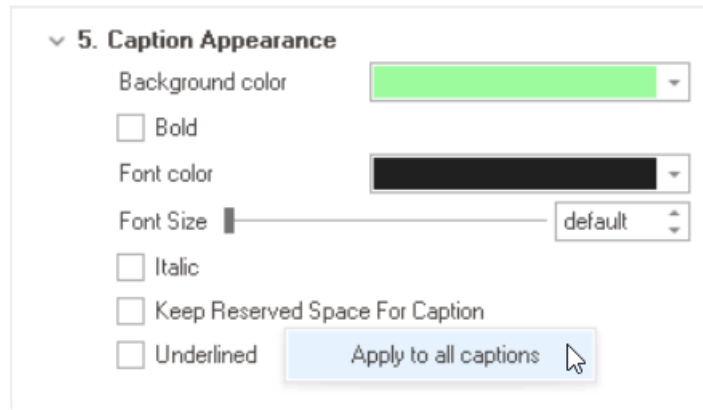 5. Caption Appearance
Background color
Bold
Font color
Font Size default
Italic
Keep Reserved Space For Caption
Underlined Apply to all captions